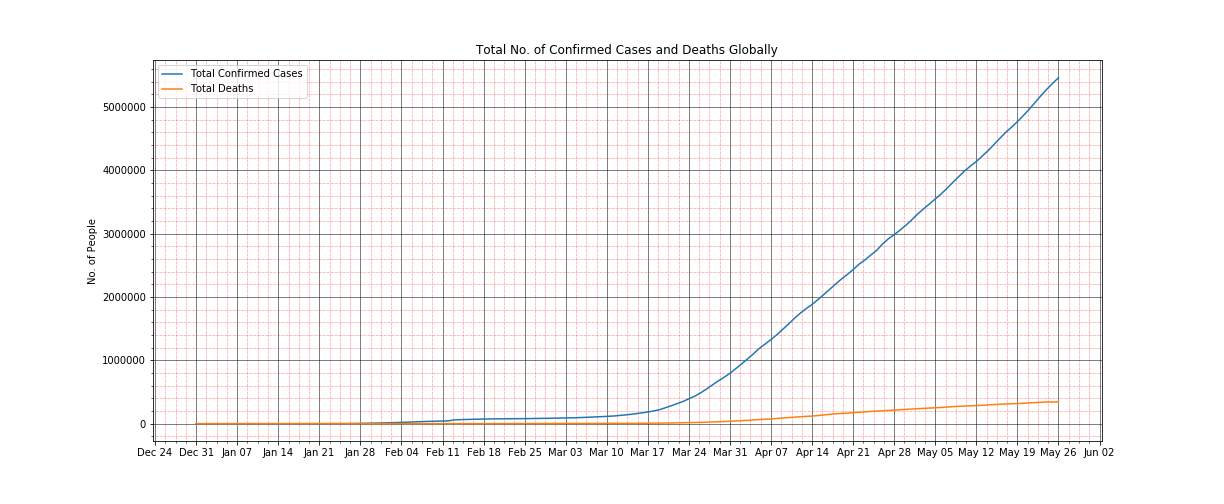 Total No. of Confirmed Cases and Deaths Globally
Total Confirmed Cases
Total Deaths
5000000
4000000
3000000
2000000
1000000
0
No. of People
Dec 24 Dec 31 Jan 07 Jan 14 Jan 21 Jan 28 Feb 04 Feb 11 Feb 18 Feb 25 Mar 03 Mar 10 Mar 17 Mar 24 Mar 31 Apr 07 Apr 14 Apr 21 Apr 28 May 05 May 12 May 19 May 26 Jun 02